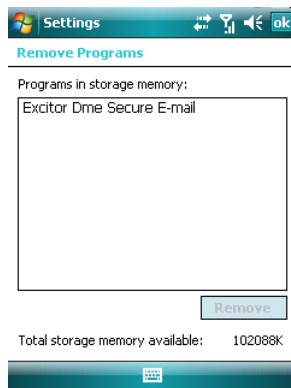 Settings ok
Remove Programs
Programs in storage memory:
Excitor Dme Secure E-mail
Remove
Total storage memory available: 102088K